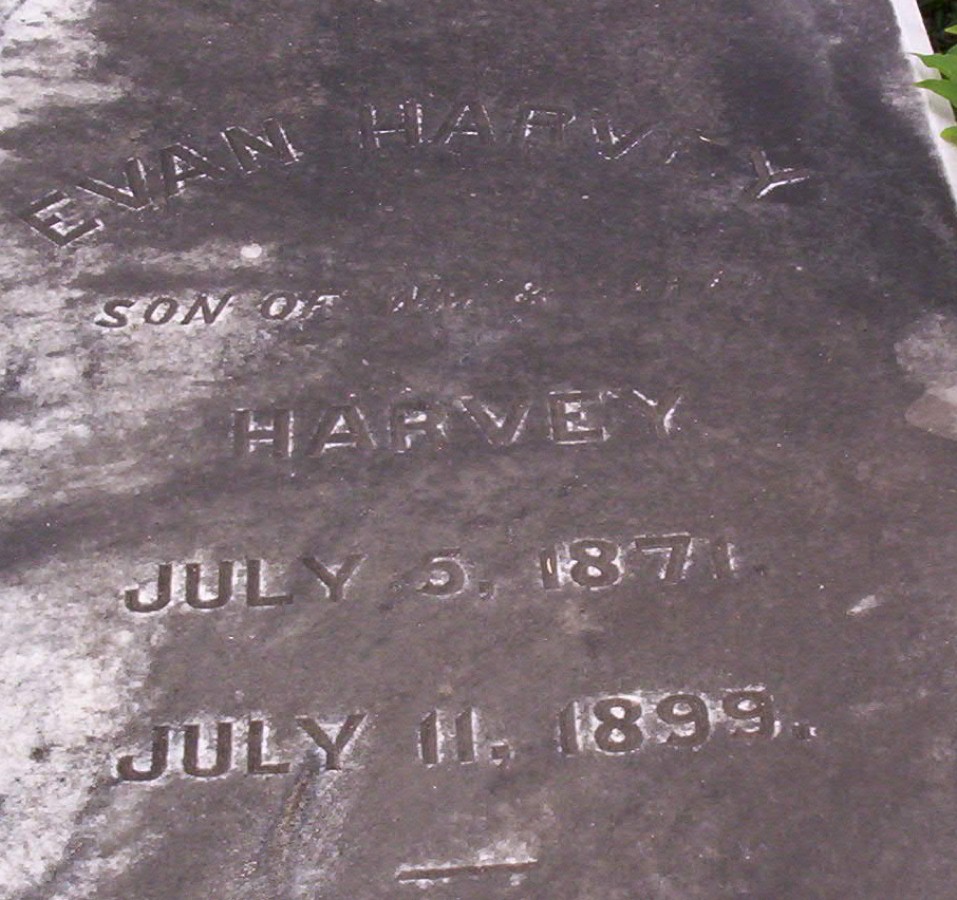 EVAN HARVEY
SON OF &
HARVEY
JULY 5, 1871.
JULY 11, 1899.